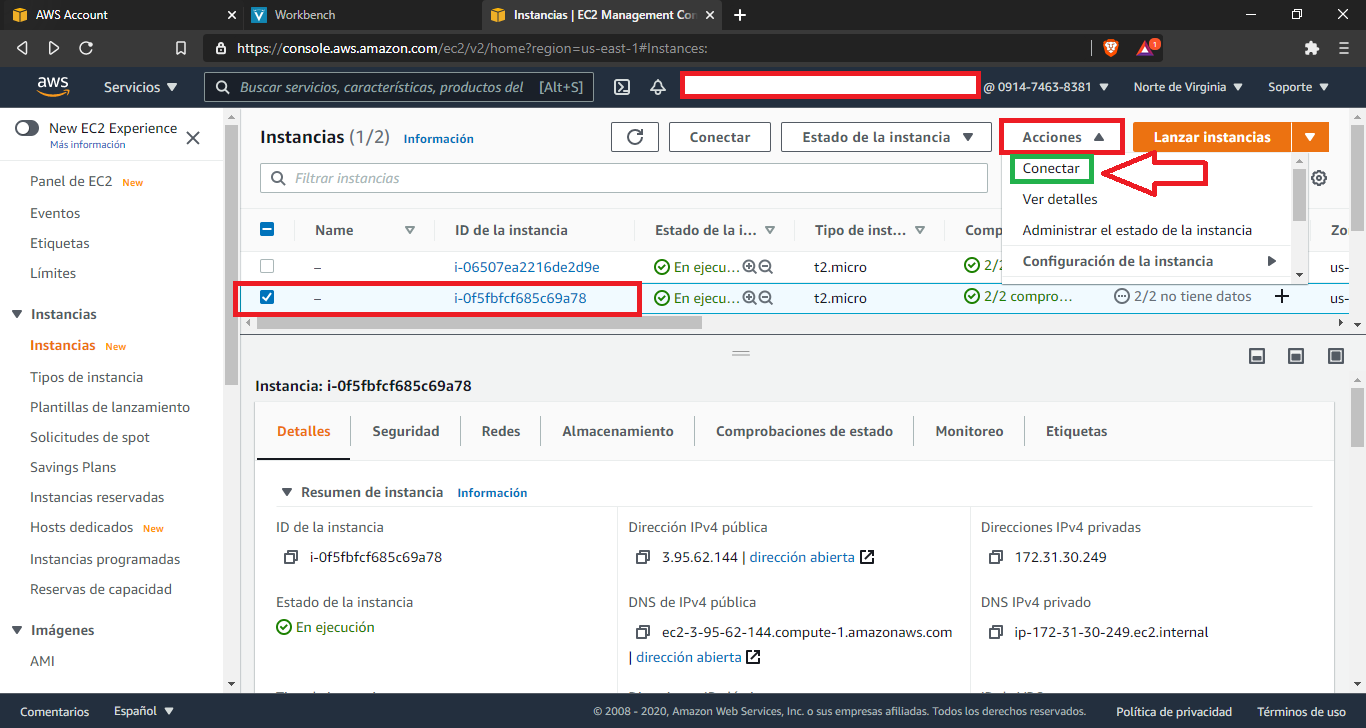 AWS Account
Workbench
Instancias | EC2 Management Con
https://console.aws.amazon.com/ec2/v2/home?region=us-east-1#Instances:
1
aws
Servicios
Buscar servicios, características, productos del [Alt+S]
@ 0914-7463-8381
Norte de Virginia
Soporte
New EC2 Experience
Más información
Panel de EC2 New
Eventos
Etiquetas
Límites
Instancias
Instancias New
Tipos de instancia
Plantillas de lanzamiento
Solicitudes de spot
Savings Plans
Instancias reservadas
Hosts dedicados New
Instancias programadas
Reservas de capacidad
Imágenes
AMI
Instancias (1/2) Información
Conectar
Estado de la instancia
Acciones
Lanzar instancias
Filtrar instancias
Conectar
Ver detalles
Administrar el estado de la instancia
Configuración de la instancia
Name ID de la instancia Estado de la i... Tipo de inst... Comp Zo
– i-06507ea2216de2d9e En ejecu... t2.micro 2/2 us-
– i-0f5fbfcf685c69a78 En ejecu... t2.micro 2/2 compro... 2/2 no tiene datos us-
Instancia: i-0f5fbfcf685c69a78
Detalles Seguridad Redes Almacenamiento Comprobaciones de estado Monitoreo Etiquetas
Resumen de instancia Información
ID de la instancia
i-0f5fbfcf685c69a78
Dirección IPv4 pública
3.95.62.144 | dirección abierta
Direcciones IPv4 privadas
172.31.30.249
Estado de la instancia
En ejecución
DNS de IPv4 pública
ec2-3-95-62-144.compute-1.amazonaws.com
| dirección abierta
DNS IPv4 privado
ip-172-31-30-249.ec2.internal
Comentarios
Español
© 2008 - 2020, Amazon Web Services, Inc. o sus empresas afiliadas. Todos los derechos reservados.
Política de privacidad
Términos de uso